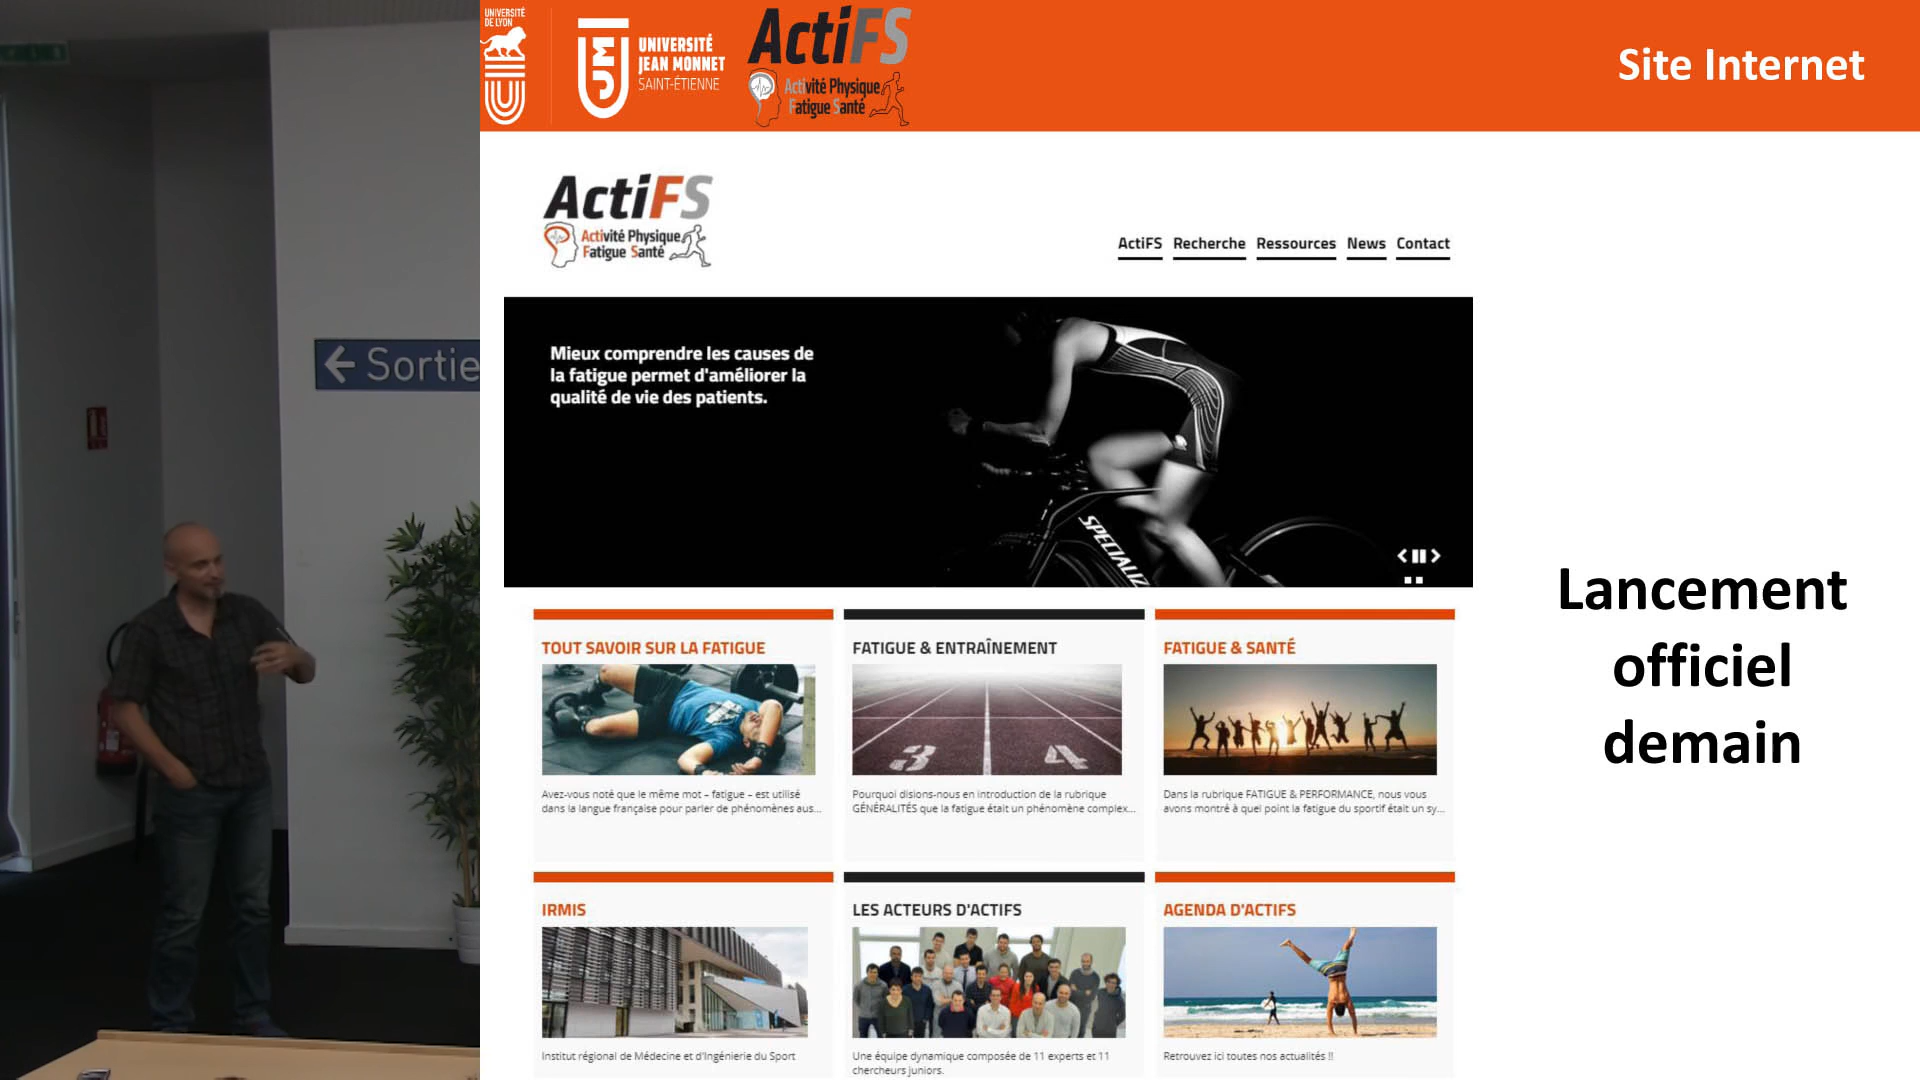 UNIVERSITÉ
DE LYON
UNIVERSITÉ
JEAN MONNET
SAINT-ÉTIENNE
UJM
ActiFS
Activité Physique
Fatigue Santé
Site Internet
Sortie
ActiFS
Activité Physique
Fatigue Santé
ActiFS Recherche Ressources News Contact
Mieux comprendre les causes de
la fatigue permet d'améliorer la
qualité de vie des patients.
SPECIALIZ
Lancement
officiel
demain
TOUT SAVOIR SUR LA FATIGUE
Avez-vous noté que le même mot – fatigue – est utilisé
dans la langue française pour parler de phénomènes aus...
FATIGUE & ENTRAÎNEMENT
3 4
Pourquoi disions-nous en introduction de la rubrique
GÉNÉRALITÉS que la fatigue était un phénomène complex...
FATIGUE & SANTÉ
Dans la rubrique FATIGUE & PERFORMANCE, nous vous
avons montré à quel point la fatigue du sportif était un sy...
IRMIS
Institut régional de Médecine et d'Ingénierie du Sport
LES ACTEURS D'ACTIFS
Une équipe dynamique composée de 11 experts et 11
chercheurs juniors.
AGENDA D'ACTIFS
Retrouvez ici toutes nos actualités !!